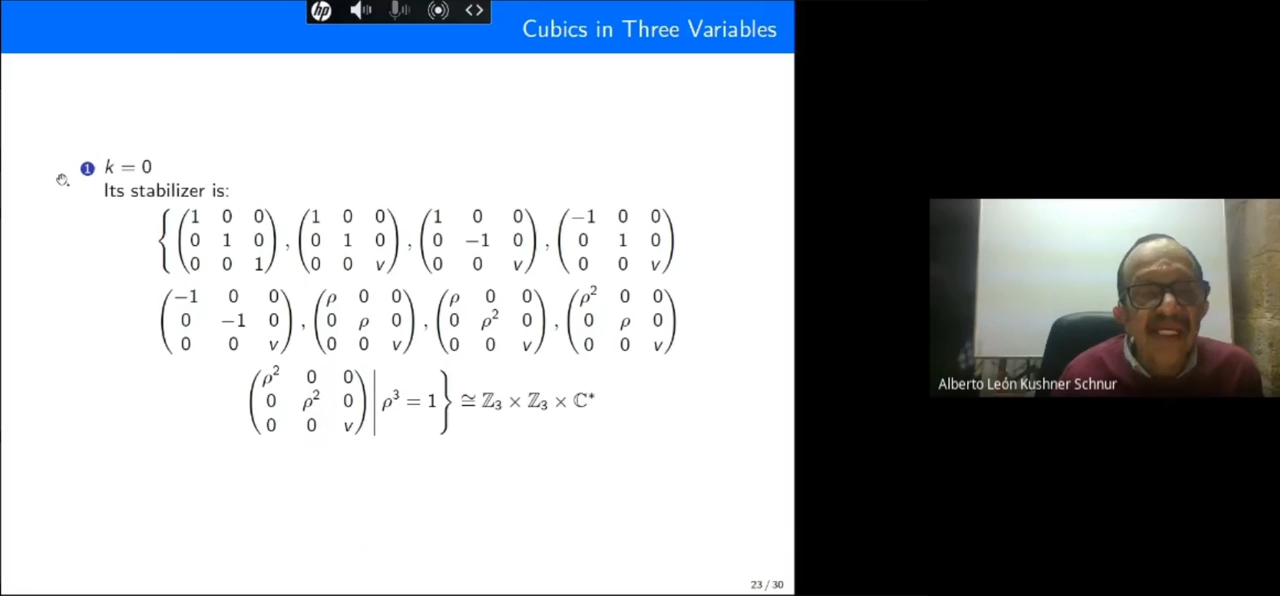 hp
Cubics in Three Variables
1 k = 0
Its stabilizer is:
{ (1 0 0; 0 1 0; 0 0 1), (1 0 0; 0 1 0; 0 0 v), (1 0 0; 0 −1 0; 0 0 v), (−1 0 0; 0 1 0; 0 0 v)
(−1 0 0; 0 −1 0; 0 0 v), (ρ 0 0; 0 ρ 0; 0 0 v), (ρ 0 0; 0 ρ² 0; 0 0 v), (ρ² 0 0; 0 ρ 0; 0 0 v)
(ρ² 0 0; 0 ρ² 0; 0 0 v) | ρ³ = 1 } ≅ ℤ₃ × ℤ₃ × ℂ*
Alberto León Kushner Schnur
23 / 30